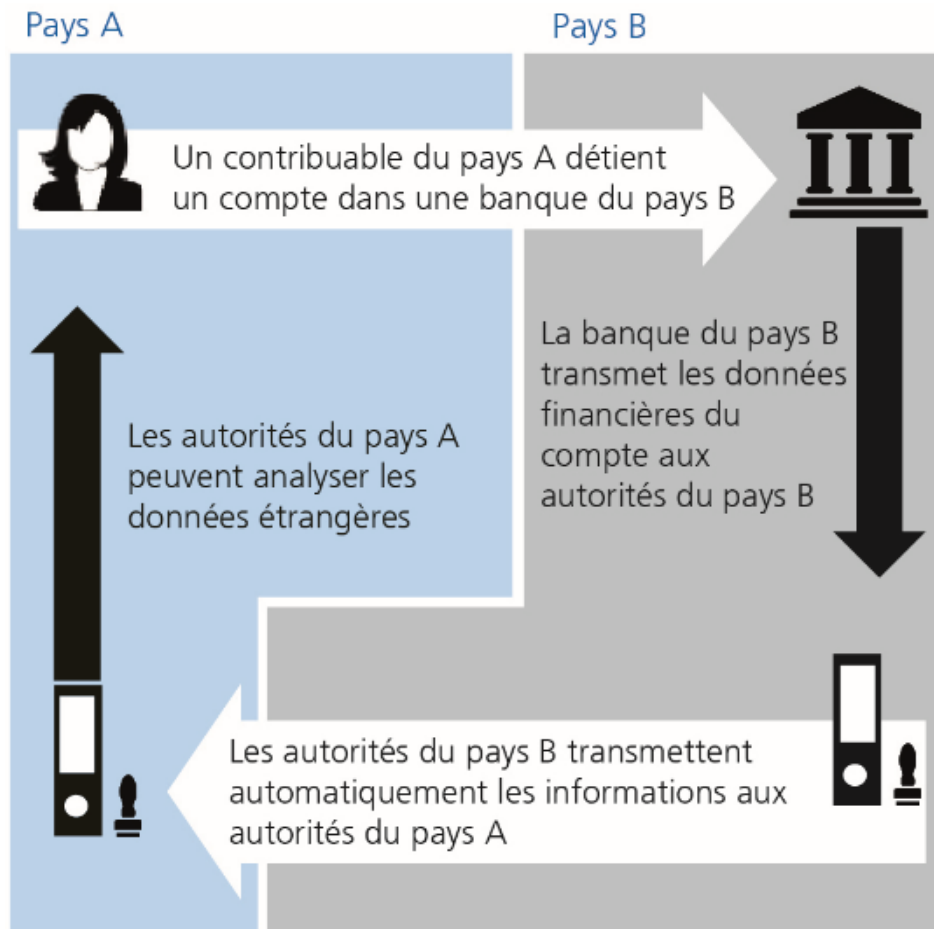 Pays A
Pays B
Un contribuable du pays A détient
un compte dans une banque du pays B
La banque du pays B
transmet les données
financières du
compte aux
autorités du pays B
Les autorités du pays B transmettent
automatiquement les informations aux
autorités du pays A
Les autorités du pays A
peuvent analyser les
données étrangères